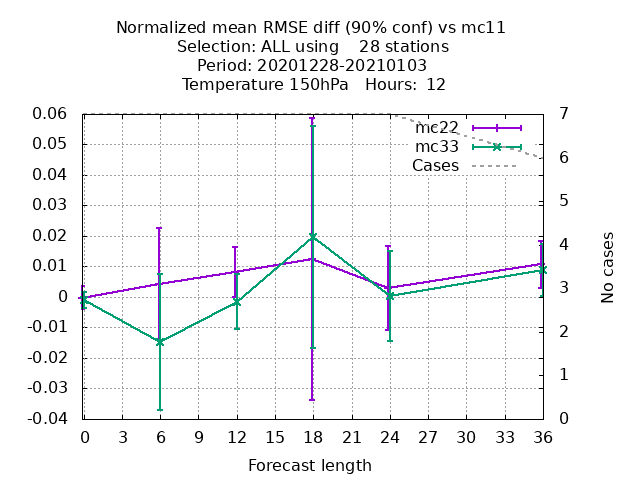 Normalized mean RMSE diff (90% conf) vs mc11
Selection: ALL using    28 stations
Period: 20201228-20210103
Temperature 150hPa   Hours:  12
0.06
0.05
0.04
0.03
0.02
0.01
0
-0.01
-0.02
-0.03
-0.04
mc22
mc33
Cases
7
6
5
4
3
2
1
0
No cases
0 3 6 9 12 15 18 21 24 27 30 33 36
Forecast length